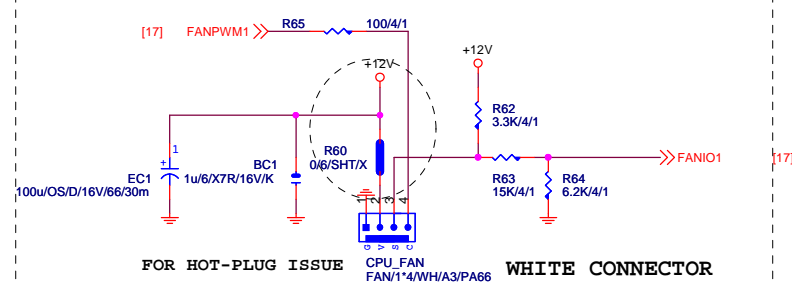 R65
100/4/1
[17] FANPWM1
+12V
+12V
R62
3.3K/4/1
R60
0/6/SHT/X
1
+
EC1
100u/OS/D/16V/66/30m
BC1
1u/6/X7R/16V/K
FANIO1 [17]
R63
15K/4/1
R64
6.2K/4/1
1 2 3 4
G V S C
CPU_FAN
FAN/1*4/WH/A3/PA66
FOR HOT-PLUG ISSUE
WHITE CONNECTOR